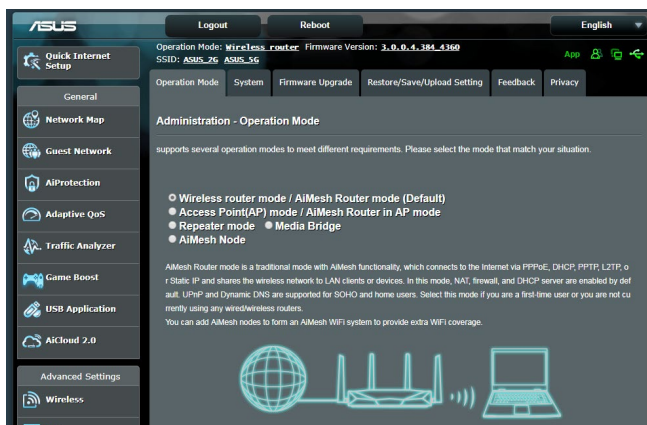 ASUS
Logout
Reboot
English
Quick Internet
Setup
General
Network Map
Guest Network
AiProtection
Adaptive QoS
Traffic Analyzer
Game Boost
USB Application
AiCloud 2.0
Advanced Settings
Wireless
Operation Mode: Wireless router Firmware Version: 3.0.0.4.384_4360
SSID: ASUS_2G ASUS_5G
App
Operation Mode System Firmware Upgrade Restore/Save/Upload Setting Feedback Privacy
Administration - Operation Mode
supports several operation modes to meet different requirements. Please select the mode that match your situation.
Wireless router mode / AiMesh Router mode (Default)
Access Point(AP) mode / AiMesh Router in AP mode
Repeater mode Media Bridge
AiMesh Node
AiMesh Router mode is a traditional mode with AiMesh functionality, which connects to the Internet via PPPoE, DHCP, PPTP, L2TP, o
r Static IP and shares the wireless network to LAN clients or devices. In this mode, NAT, firewall, and DHCP server are enabled by def
ault. UPnP and Dynamic DNS are supported for SOHO and home users. Select this mode if you are a first-time user or you are not cu
rrently using any wired/wireless routers.
You can add AiMesh nodes to form an AiMesh WiFi system to provide extra WiFi coverage.